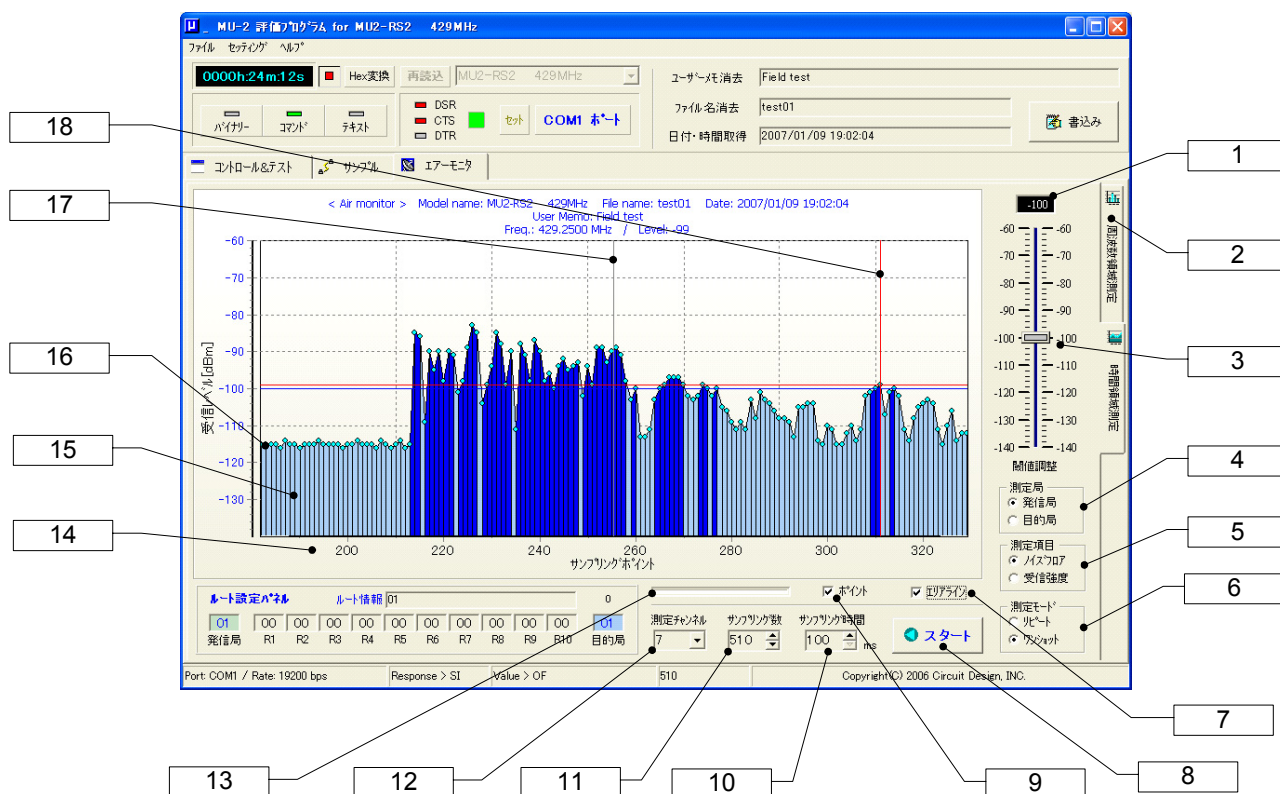 μ _ MU-2 評価ﾌﾟﾛｸﾞﾗﾑ for MU2-RS2 429MHz
ﾌｧｲﾙ ｾｯﾃｨﾝｸﾞ ﾍﾙﾌﾟ
0000h:24m:12s Hex変換 再読込 MU2-RS2 429MHz
ﾕｰｻﾞｰﾒﾓ消去 Field test
DSR
CTS
DTR
ﾊﾞｲﾅﾘｰ ｺﾏﾝﾄﾞ ﾃｷｽﾄ
ｾｯﾄ COM1 ﾎﾟｰﾄ
ﾌｧｲﾙ名消去 test01
日付・時間取得 2007/01/09 19:02:04
書込み
ｺﾝﾄﾛｰﾙ&ﾃｽﾄ ｻﾝﾌﾟﾙ ｴｱｰﾓﾆﾀ
< Air monitor > Model name: MU2-RS2 429MHz File name: test01 Date: 2007/01/09 19:02:04
User Memo: Field test
Freq.: 429.2500 MHz / Level: -99
受信ﾚﾍﾞﾙ[dBm]
-60
-70
-80
-90
-100
-110
-120
-130
200 220 240 260 280 300 320
ｻﾝﾌﾟﾘﾝｸﾞﾎﾟｲﾝﾄ
-100
-60 -60
-70 -70
-80 -80
-90 -90
-100 -100
-110 -110
-120 -120
-130 -130
-140 -140
閾値調整
周波数領域測定
時間領域測定
測定局
発信局
目的局
測定項目
ﾉｲｽﾞﾌﾛｱ
受信強度
測定ﾓｰﾄﾞ
ﾘﾋﾟｰﾄ
ﾜﾝｼｮｯﾄ
ﾙｰﾄ設定ﾊﾟﾈﾙ ﾙｰﾄ情報 01 0
01 00 00 00 00 00 00 00 00 00 00 01
発信局 R1 R2 R3 R4 R5 R6 R7 R8 R9 R10 目的局
ﾎﾟｲﾝﾄ ｴﾘｱﾗｲﾝ
測定ﾁｬﾝﾈﾙ ｻﾝﾌﾟﾘﾝｸﾞ数 ｻﾝﾌﾟﾘﾝｸﾞ時間
7 510 100 ms
ｽﾀｰﾄ
Port: COM1 / Rate: 19200 bps Response > SI Value > OF 510 Copyright(C) 2006 Circuit Design, INC.
1
2
3
4
5
6
7
8
9
10
11
12
13
14
15
16
17
18